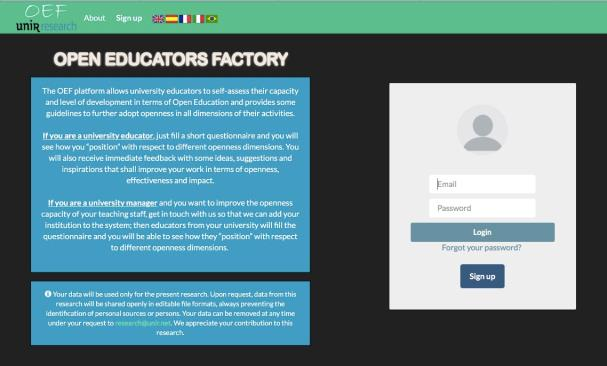 OEF
uniR research
About
Sign up
OPEN EDUCATORS FACTORY
The OEF platform allows university educators to self-assess their capacity
and level of development in terms of Open Education and provides some
guidelines to further adopt openness in all dimensions of their activities.
If you are a university educator, just fill a short questionnaire and you will
see how you "position" with respect to different openness dimensions. You
will also receive immediate feedback with some ideas, suggestions and
inspirations that shall improve your work in terms of openness,
effectiveness and impact.
If you are a university manager and you want to improve the openness
capacity of your teaching staff, get in touch with us so that we can add your
institution to the system; then educators from your university will fill the
questionnaire and you will be able to see how they "position" with respect
to different openness dimensions.
Your data will be used only for the present research. Upon request, data from this
research will be shared openly in editable file formats, always preventing the
identification of personal sources or persons. Your data can be removed at any time
under your request to research@unir.net. We appreciate your contribution to this
research.
Email
Password
Login
Forgot your password?
Sign up